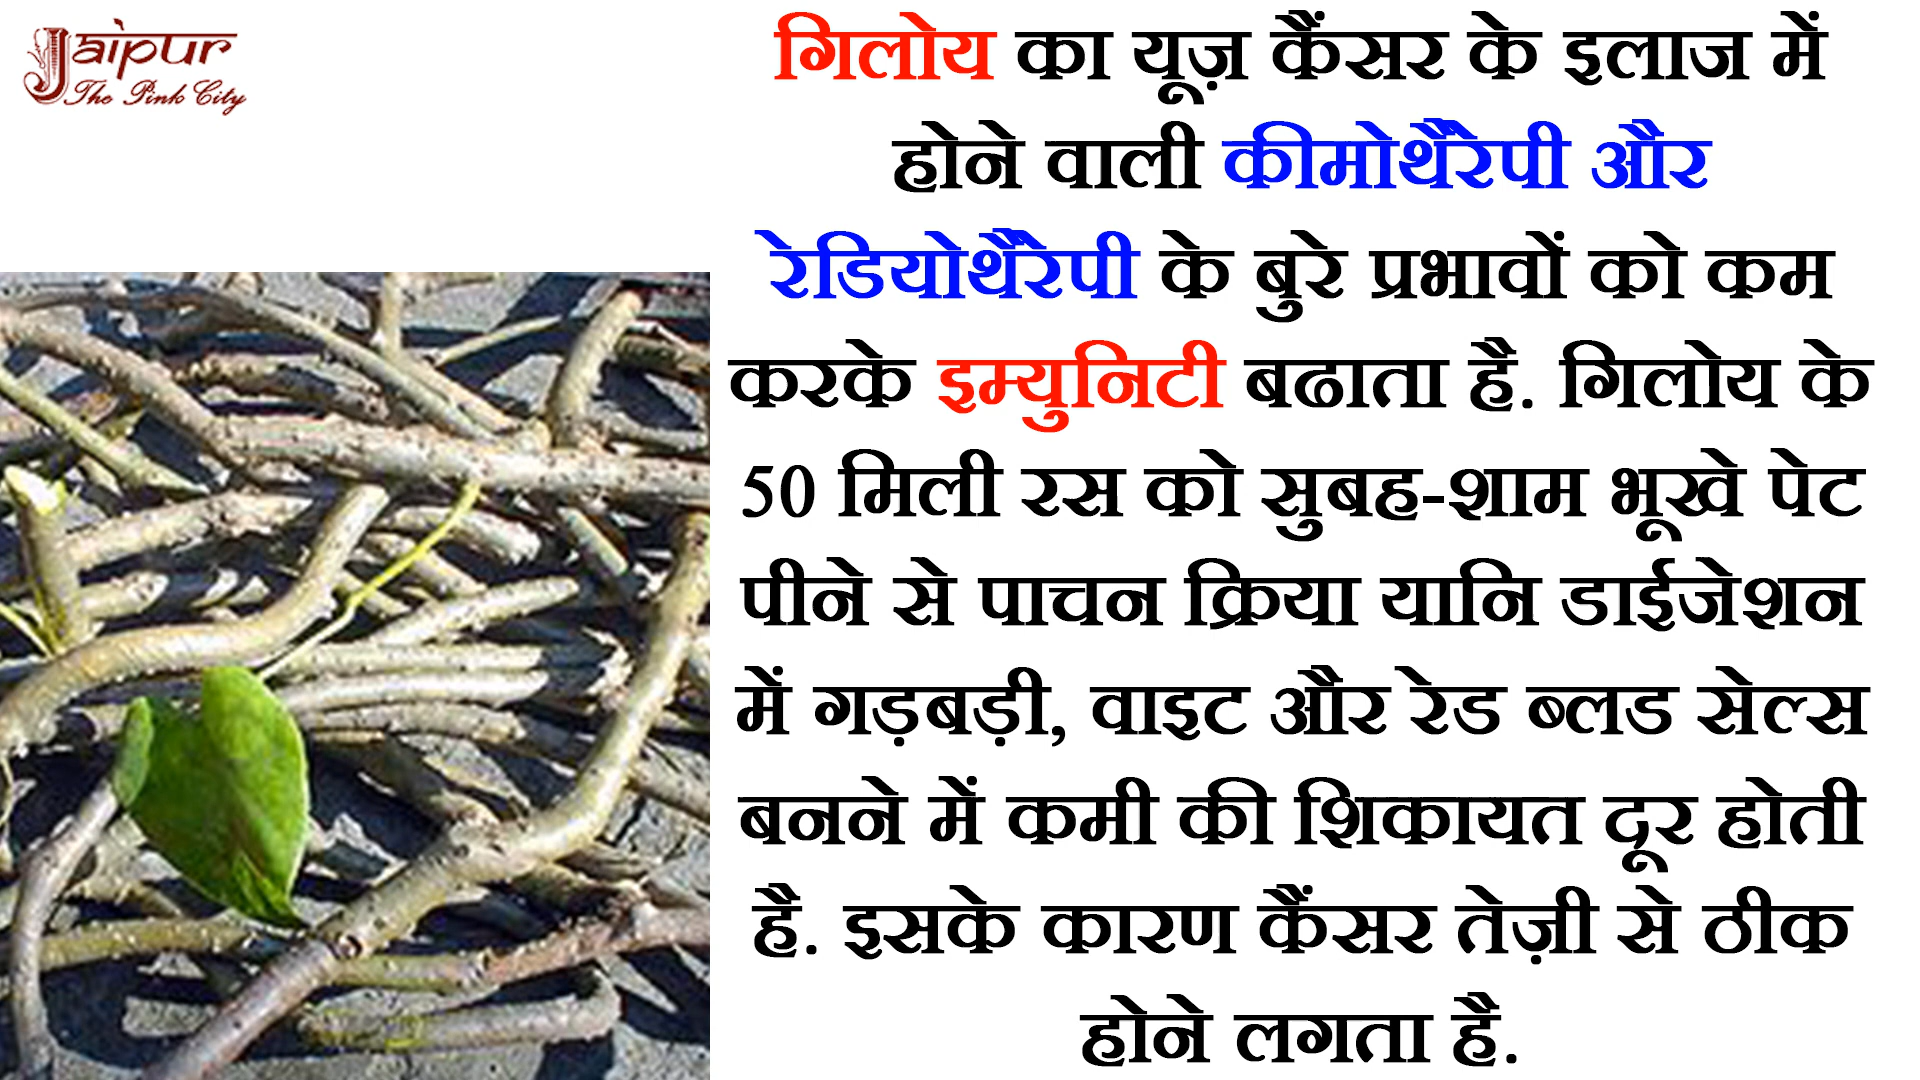 Jaipur
The Pink City
गिलोय का यूज़ कैंसर के इलाज में
होने वाली कीमोथैरेपी और
रेडियोथैरेपी के बुरे प्रभावों को कम
करके इम्युनिटी बढाता है. गिलोय के
50 मिली रस को सुबह-शाम भूखे पेट
पीने से पाचन क्रिया यानि डाईजेशन
में गड़बड़ी, वाइट और रेड ब्लड सेल्स
बनने में कमी की शिकायत दूर होती
है. इसके कारण कैंसर तेज़ी से ठीक
होने लगता है.